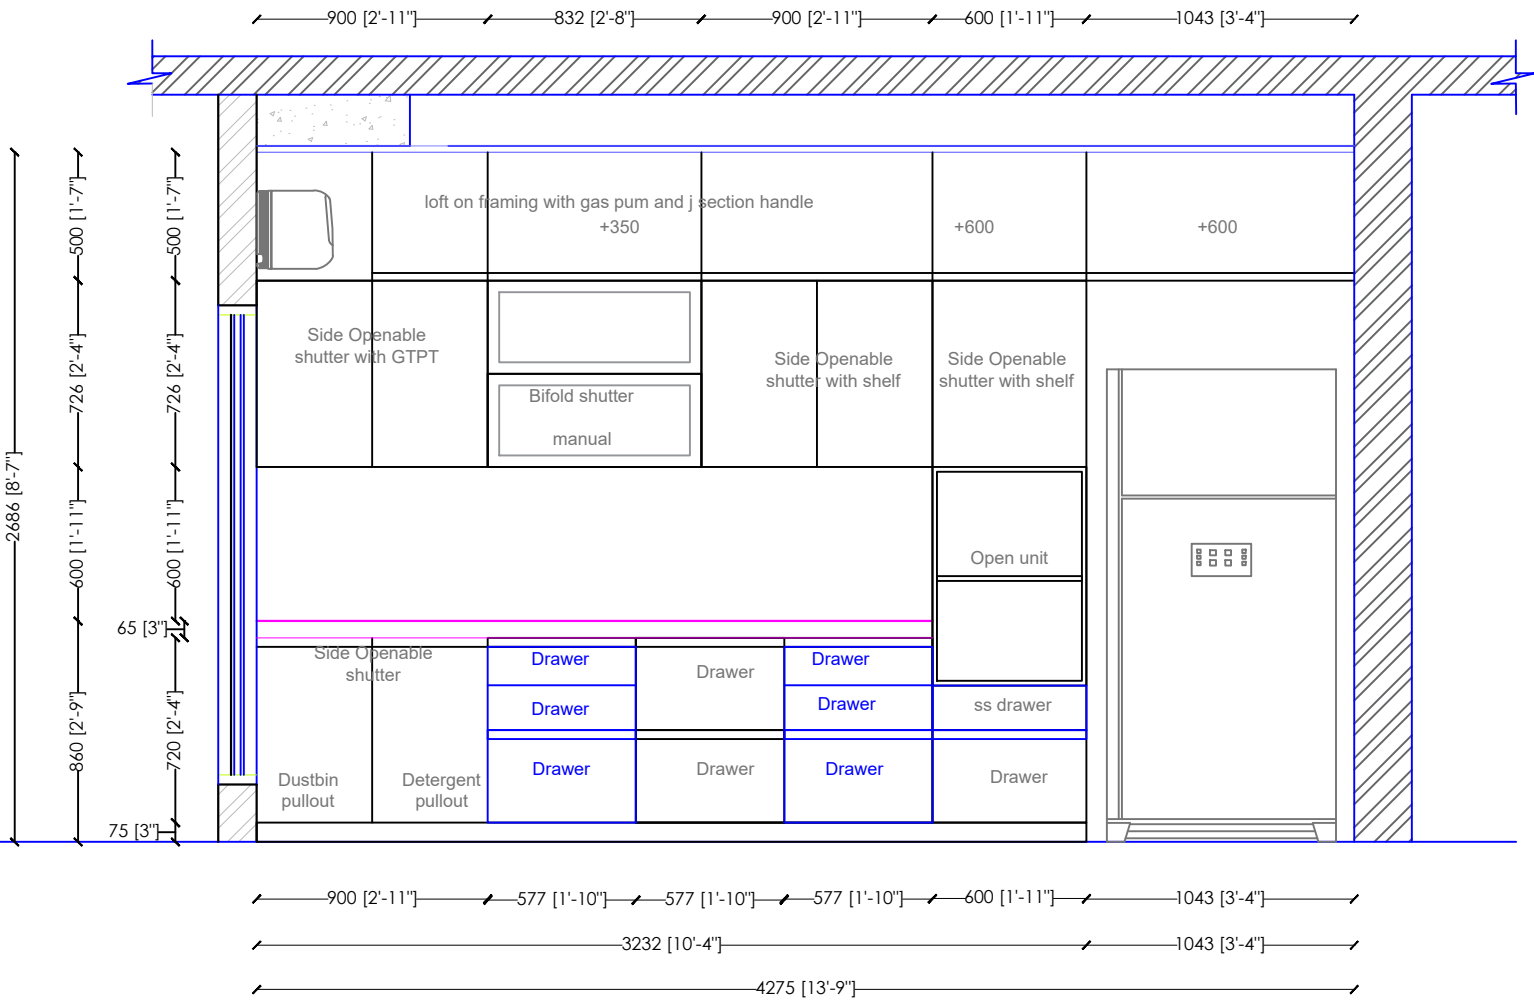 900 [2'-11"]
832 [2'-8"]
900 [2'-11"]
600 [1'-11"]
1043 [3'-4"]
2686 [8'-7"]
500 [1'-7"]
726 [2'-4"]
600 [1'-11"]
860 [2'-9"]
500 [1'-7"]
726 [2'-4"]
600 [1'-11"]
65 [3"]
720 [2'-4"]
75 [3"]
loft on framing with gas pum and j section handle
+350
+600
+600
Side Openable
shutter with GTPT
Bifold shutter
manual
Side Openable
shutter with shelf
Side Openable
shutter with shelf
Open unit
Side Openable
shutter
Dustbin
pullout
Detergent
pullout
Drawer
Drawer
Drawer
Drawer
Drawer
Drawer
Drawer
Drawer
ss drawer
Drawer
900 [2'-11"]
577 [1'-10"]
577 [1'-10"]
577 [1'-10"]
600 [1'-11"]
1043 [3'-4"]
3232 [10'-4"]
1043 [3'-4"]
4275 [13'-9"]